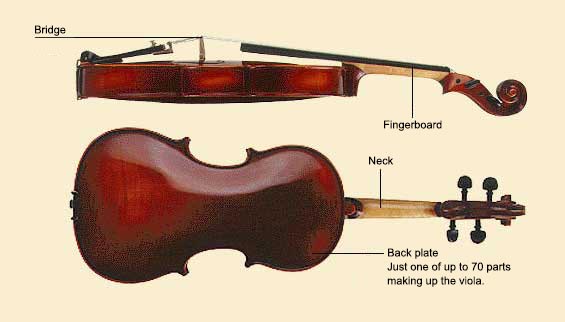 Bridge
Fingerboard
Neck
Back plate
Just one of up to 70 parts
making up the viola.